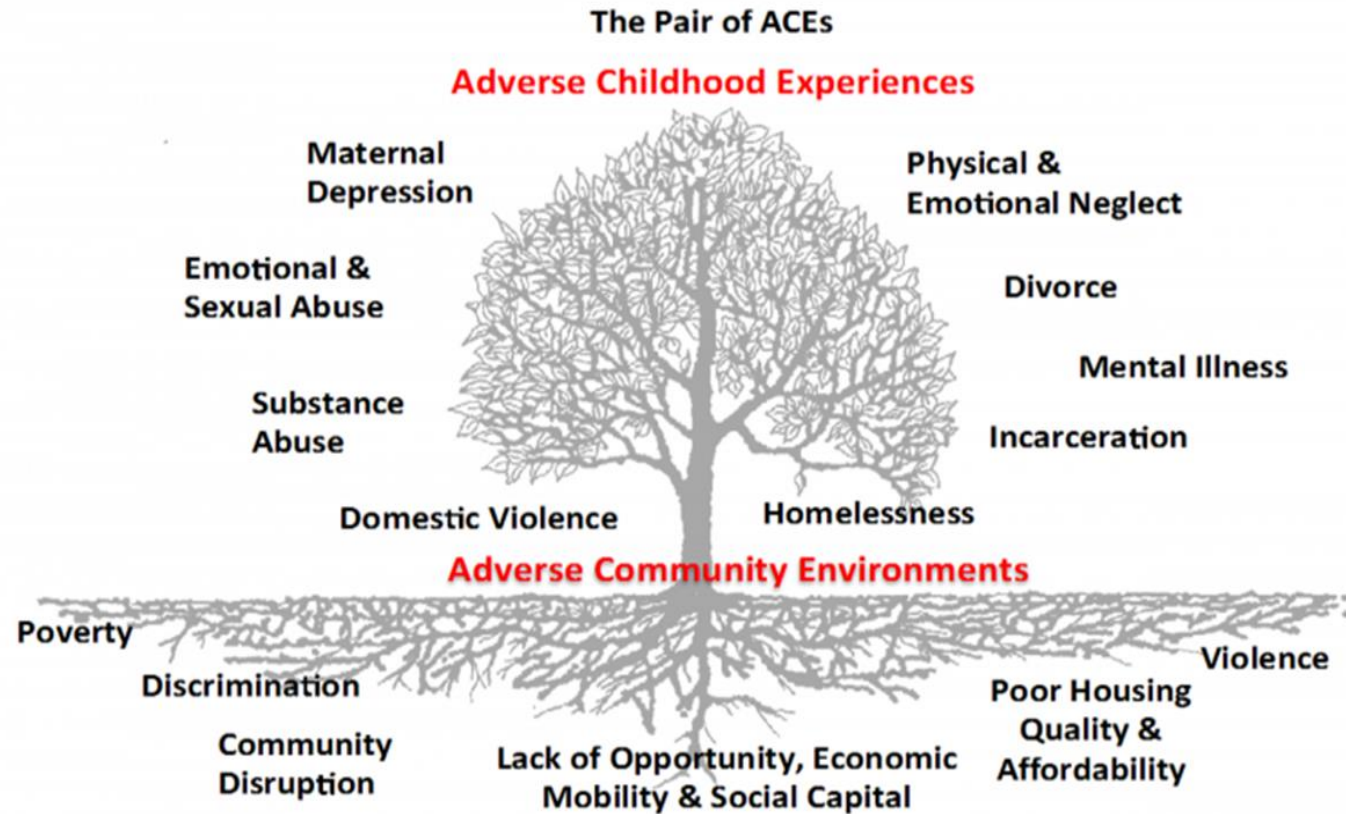 The Pair of ACEs
Adverse Childhood Experiences
Maternal
Depression
Physical &
Emotional Neglect
Emotional &
Sexual Abuse
Divorce
Mental Illness
Substance
Abuse
Incarceration
Domestic Violence
Homelessness
Adverse Community Environments
Poverty
Violence
Discrimination
Poor Housing
Quality &
Affordability
Community
Disruption
Lack of Opportunity, Economic
Mobility & Social Capital